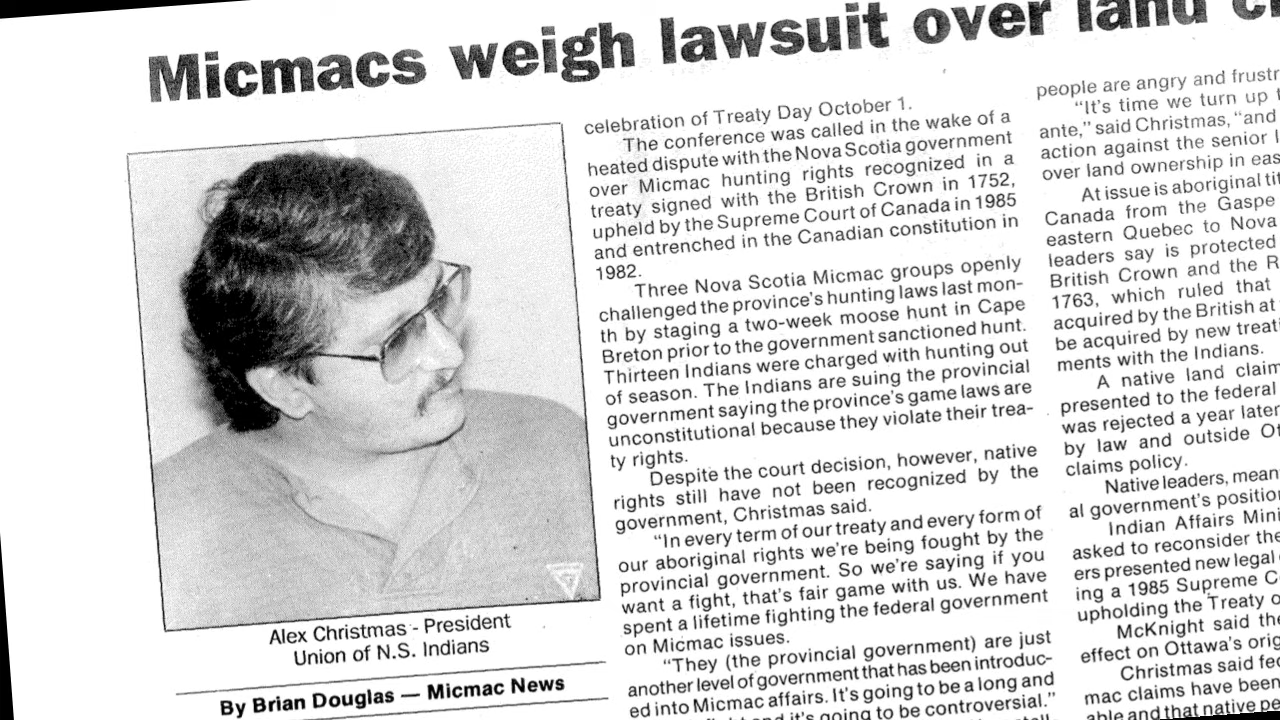 Micmacs weigh lawsuit over land
Alex Christmas - President
Union of N.S. Indians
By Brian Douglas — Micmac News
celebration of Treaty Day October 1.
The conference was called in the wake of a
heated dispute with the Nova Scotia government
over Micmac hunting rights recognized in a
treaty signed with the British Crown in 1752,
upheld by the Supreme Court of Canada in 1985
and entrenched in the Canadian constitution in
1982.
Three Nova Scotia Micmac groups openly
challenged the province's hunting laws last mon-
th by staging a two-week moose hunt in Cape
Breton prior to the government sanctioned hunt.
Thirteen Indians were charged with hunting out
of season. The Indians are suing the provincial
government saying the province's game laws are
unconstitutional because they violate their trea-
ty rights.
Despite the court decision, however, native
rights still have not been recognized by the
government, Christmas said.
"In every term of our treaty and every form of
our aboriginal rights we're being fought by the
provincial government. So we're saying if you
want a fight, that's fair game with us. We have
spent a lifetime fighting the federal government
on Micmac issues.
"They (the provincial government) are just
another level of government that has been introduc-
ed into Micmac affairs. It's going to be a long and
and it's going to be controversial."
people are angry and
"It's time we turn up
ante," said Christmas, "and
action against the senior
over land ownership in
At issue is aboriginal
Canada from the Gaspe
eastern Quebec to Nova
leaders say is protected
British Crown and the
1763, which ruled that
acquired by the British at
be acquired by new
ments with the Indians.
A native land claim
presented to the federal
was rejected a year later
by law and outside
claims policy.
Native leaders,
al government's position
Indian Affairs
asked to reconsider the
ers presented new legal
ing a 1985 Supreme
upholding the Treaty
McKnight said the
effect on Ottawa's
Christmas said
mac claims have been
able and that native